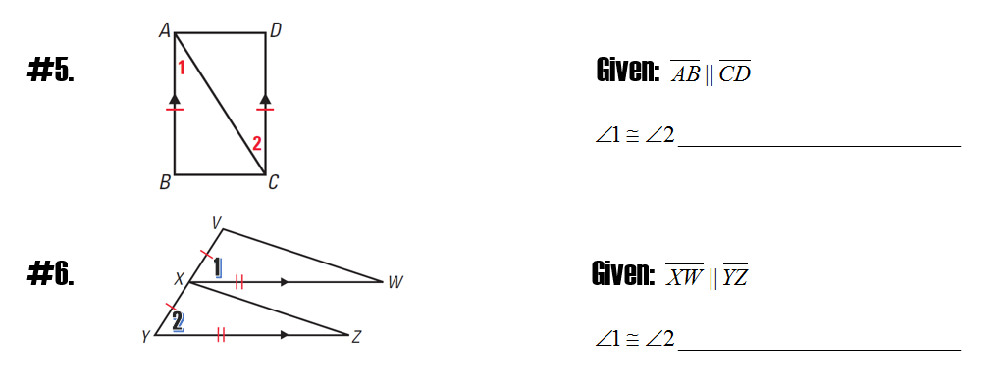 A D
#5. 1 Given: AB || CD
2 ∠1 ≅ ∠2
B C
V
#6. X 1 W Given: XW || YZ
2
Y Z ∠1 ≅ ∠2